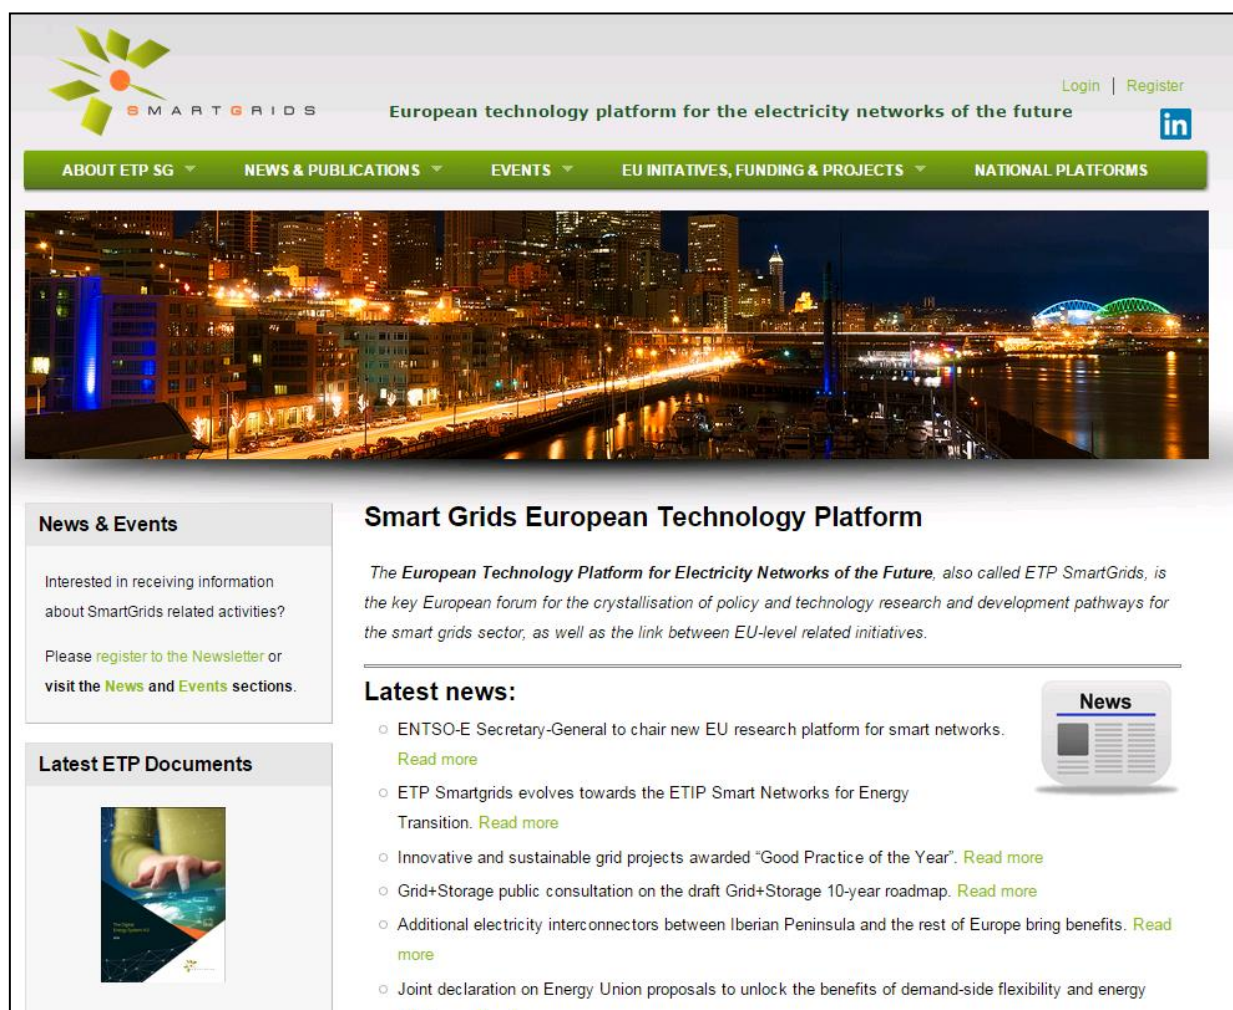 Login | Register
SMARTGRIDS
European technology platform for the electricity networks of the future
in
ABOUT ETP SG
NEWS & PUBLICATIONS
EVENTS
EU INITATIVES, FUNDING & PROJECTS
NATIONAL PLATFORMS
News & Events
Interested in receiving information
about SmartGrids related activities?
Please register to the Newsletter or
visit the News and Events sections.
Latest ETP Documents
The Digital
Energy System 4.0
Smart Grids European Technology Platform
The European Technology Platform for Electricity Networks of the Future, also called ETP SmartGrids, is
the key European forum for the crystallisation of policy and technology research and development pathways for
the smart grids sector, as well as the link between EU-level related initiatives.
Latest news:
News
ENTSO-E Secretary-General to chair new EU research platform for smart networks.
Read more
ETP Smartgrids evolves towards the ETIP Smart Networks for Energy
Transition. Read more
Innovative and sustainable grid projects awarded “Good Practice of the Year”. Read more
Grid+Storage public consultation on the draft Grid+Storage 10-year roadmap. Read more
Additional electricity interconnectors between Iberian Peninsula and the rest of Europe bring benefits. Read
more
Joint declaration on Energy Union proposals to unlock the benefits of demand-side flexibility and energy